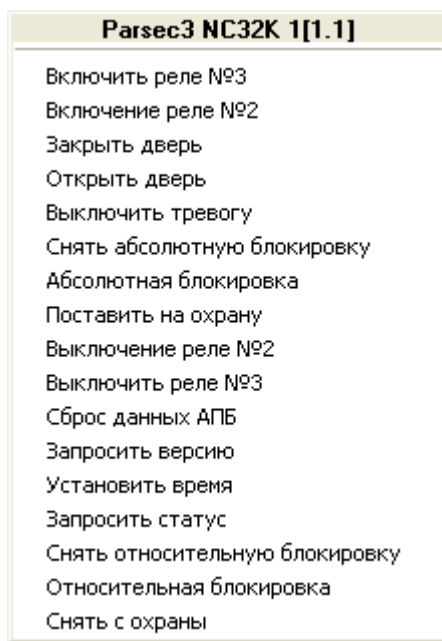 Parsec3 NC32K 1[1.1]
Включить реле №3
Включение реле №2
Закрыть дверь
Открыть дверь
Выключить тревогу
Снять абсолютную блокировку
Абсолютная блокировка
Поставить на охрану
Выключение реле №2
Выключить реле №3
Сброс данных АПБ
Запросить версию
Установить время
Запросить статус
Снять относительную блокировку
Относительная блокировка
Снять с охраны